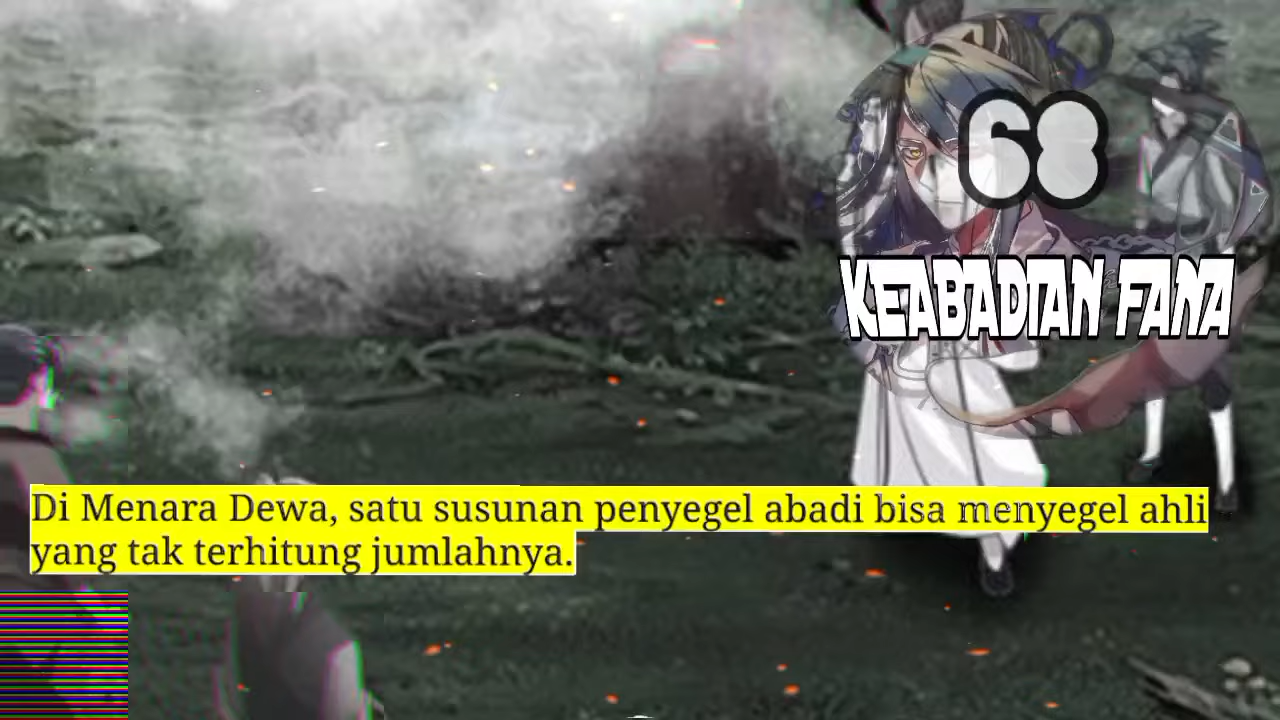 68
KEABADIAN FANA
Di Menara Dewa, satu susunan penyegel abadi bisa menyegel ahli
yang tak terhitung jumlahnya.